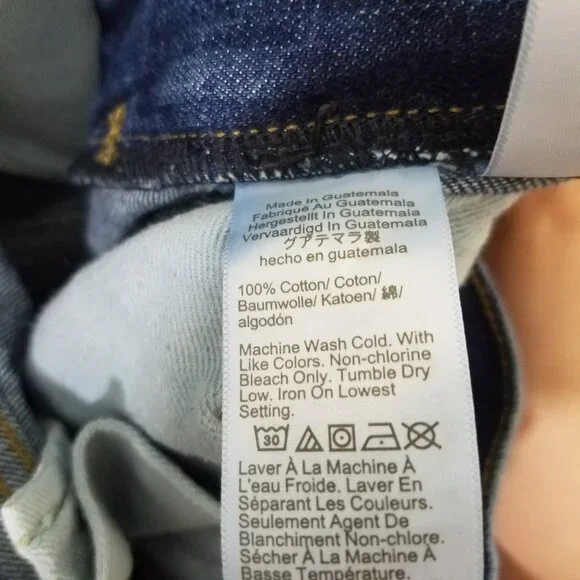 Made In Guatemala
Fabriqué Au Guatemala
Hergestellt In Guatemala
Vervaardigd In Guatemala
グアテマラ製
hecho en guatemala
100% Cotton/ Coton/
Baumwolle/ Katoen/ 綿/
algodón
Machine Wash Cold. With
Like Colors. Non-chlorine
Bleach Only. Tumble Dry
Low. Iron On Lowest
Setting.
30
Laver À La Machine À
L'eau Froide. Laver En
Séparant Les Couleurs.
Seulement Agent De
Blanchiment Non-chlore.
Sécher À La Machine À
Basse Température.